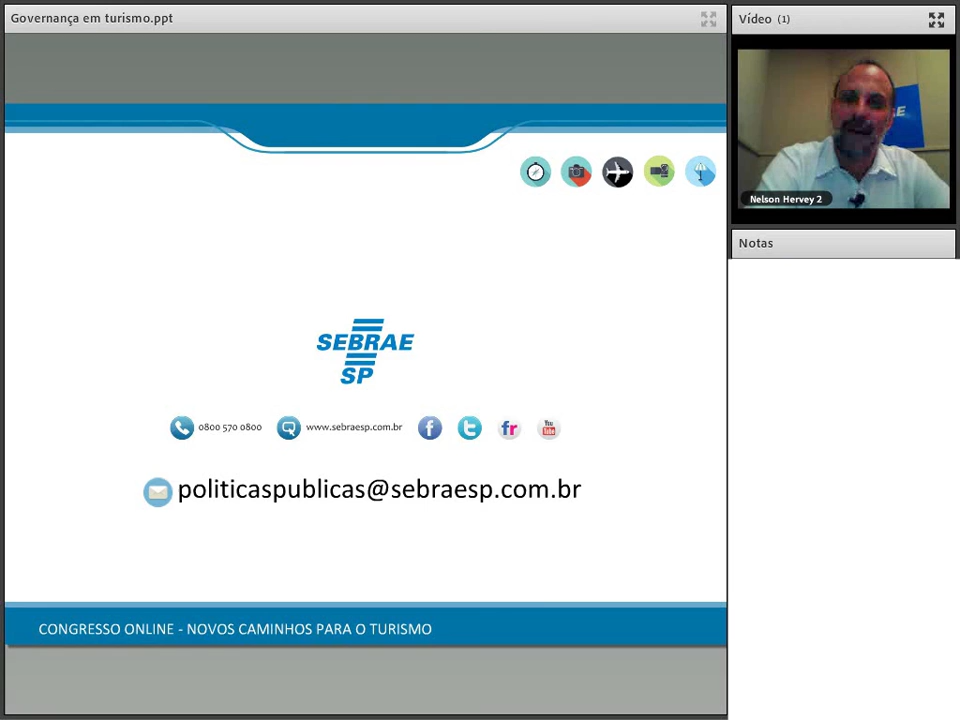 Governança em turismo.ppt
Vídeo (1)
Nelson Hervey 2
Notas
SEBRAE
SP
0800 570 0800
www.sebraesp.com.br
f
t
fr
You
Tube
politicaspublicas@sebraesp.com.br
CONGRESSO ONLINE - NOVOS CAMINHOS PARA O TURISMO